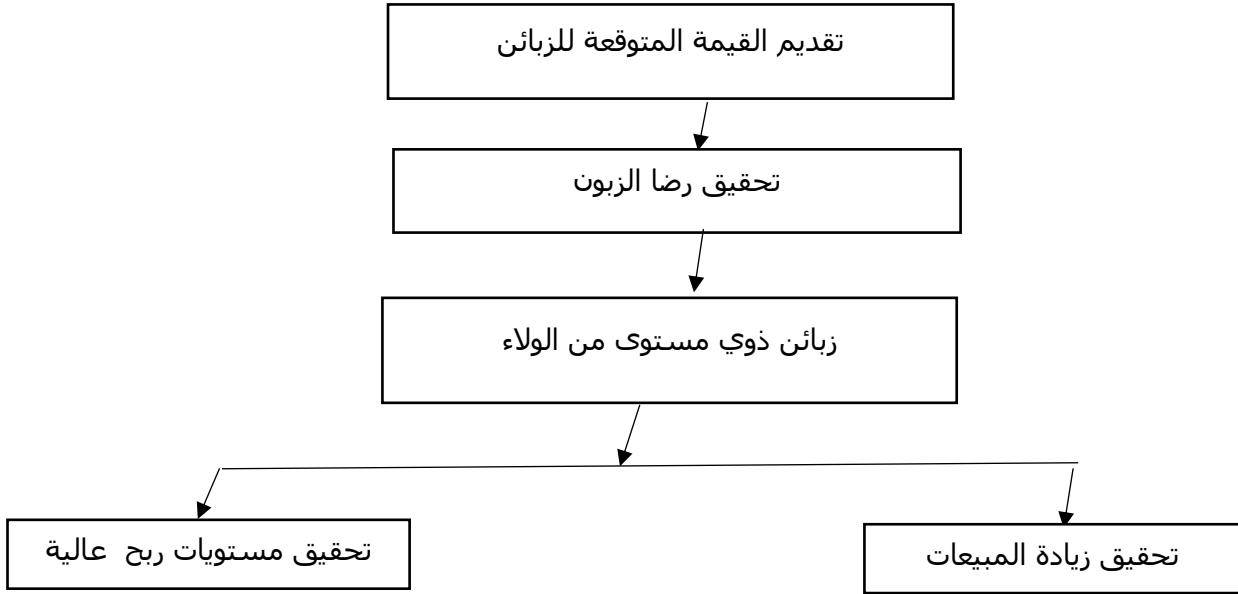 تقديم القيمة المتوقعة للزبائن
تحقيق رضا الزبون
زبائن ذوي مستوى من الولاء
تحقيق زيادة المبيعات
تحقيق مستويات ربح عالية